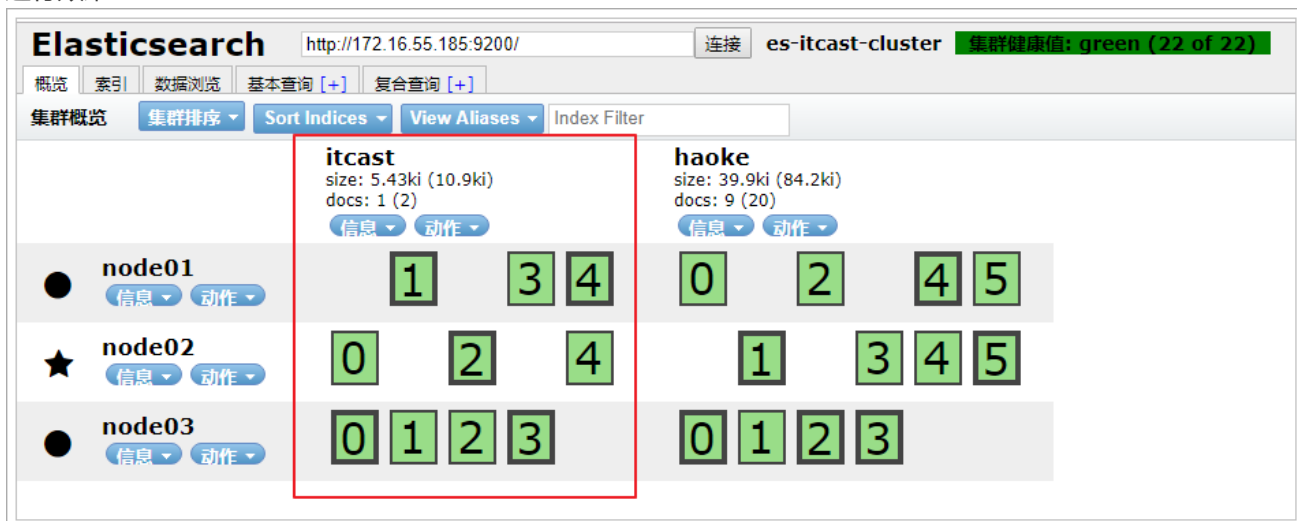 Elasticsearch http://172.16.55.185:9200/ 连接 es-itcast-cluster 集群健康值: green (22 of 22)
概览 索引 数据浏览 基本查询 [+] 复合查询 [+]
集群概览 集群排序 Sort Indices View Aliases Index Filter
itcast haoke
size: 5.43ki (10.9ki) size: 39.9ki (84.2ki)
docs: 1 (2) docs: 9 (20)
信息 动作 信息 动作
node01 1 3 4 0 2 4 5
信息 动作
node02 0 2 4 1 3 4 5
信息 动作
node03 0 1 2 3 0 1 2 3
信息 动作